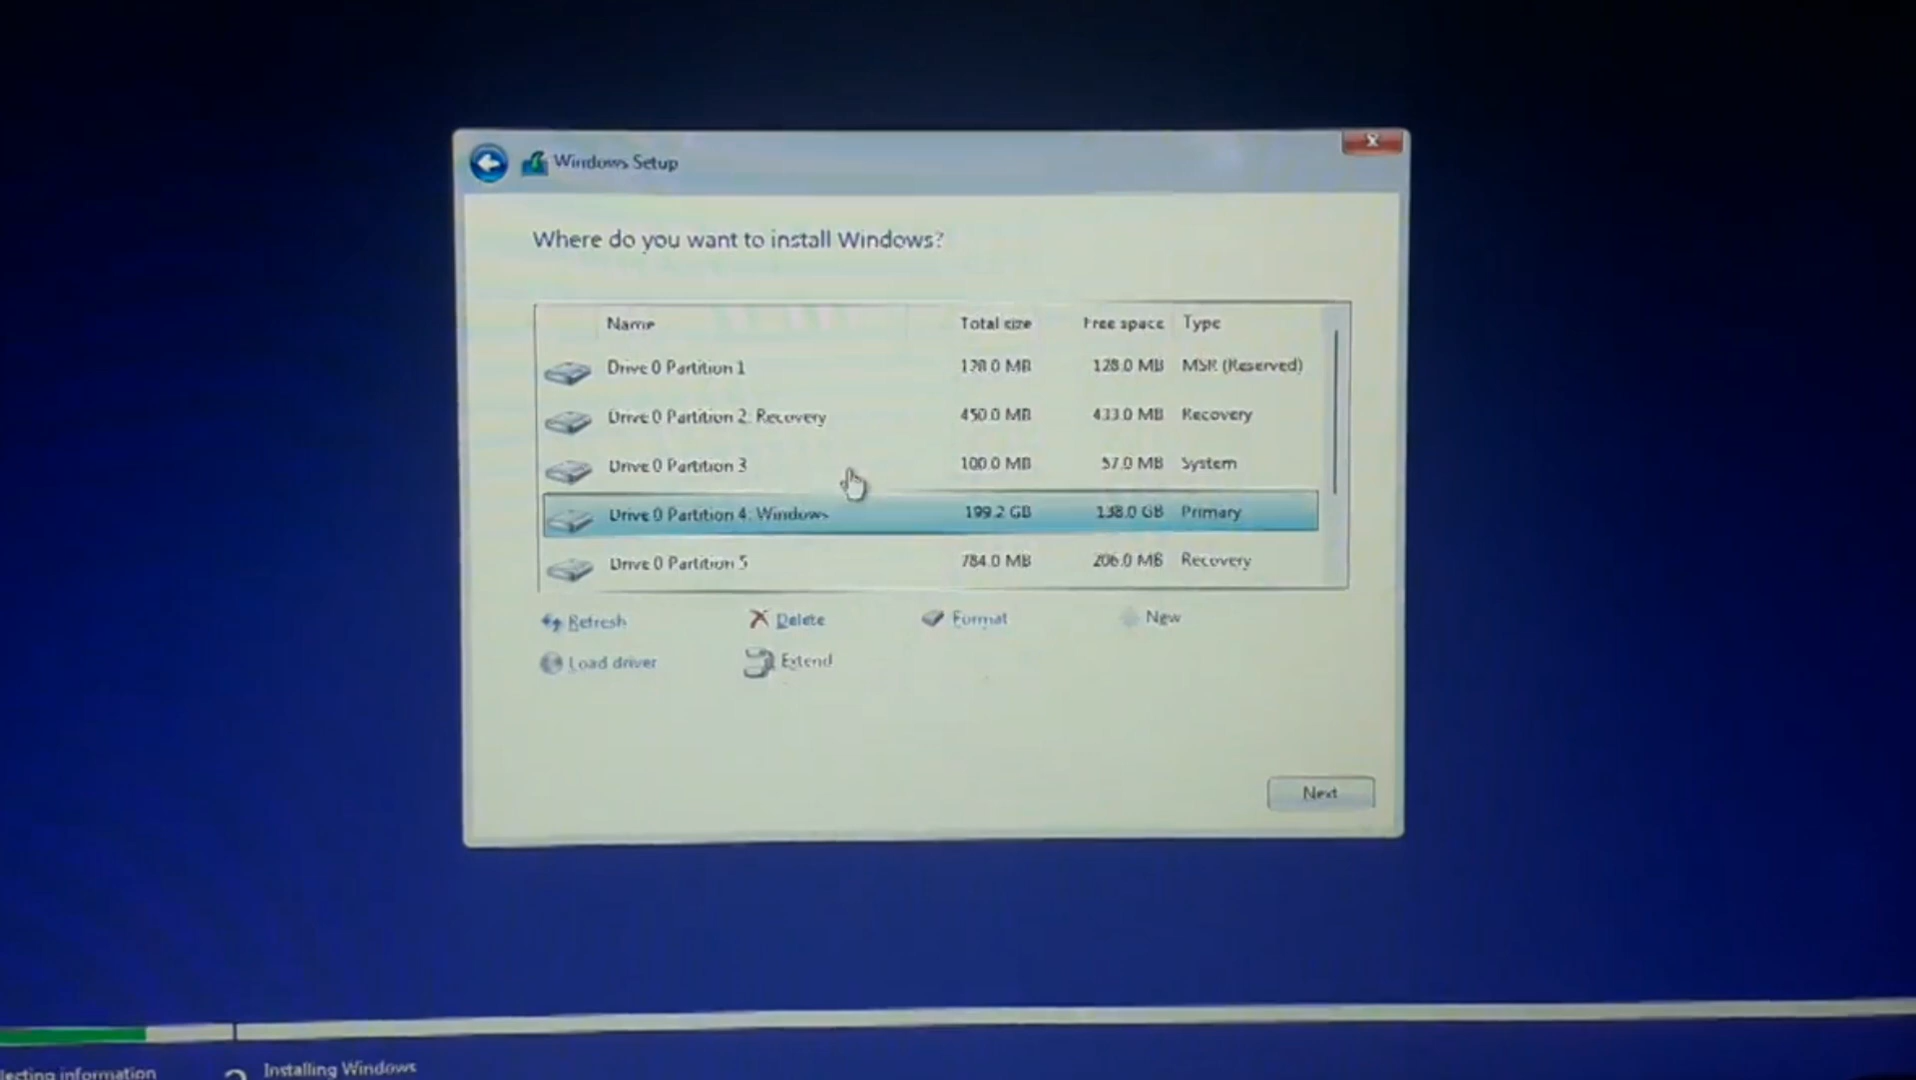 Windows Setup
Where do you want to install Windows?
Name Total size Free space Type
Drive 0 Partition 1 128.0 MB 128.0 MB MSR (Reserved)
Drive 0 Partition 2: Recovery 450.0 MB 433.0 MB Recovery
Drive 0 Partition 3 100.0 MB 57.0 MB System
Drive 0 Partition 4: Windows 199.2 GB 138.0 GB Primary
Drive 0 Partition 5 784.0 MB 206.0 MB Recovery
Refresh Delete Format New
Load driver Extend
Next
lecting information 2 Installing Windows